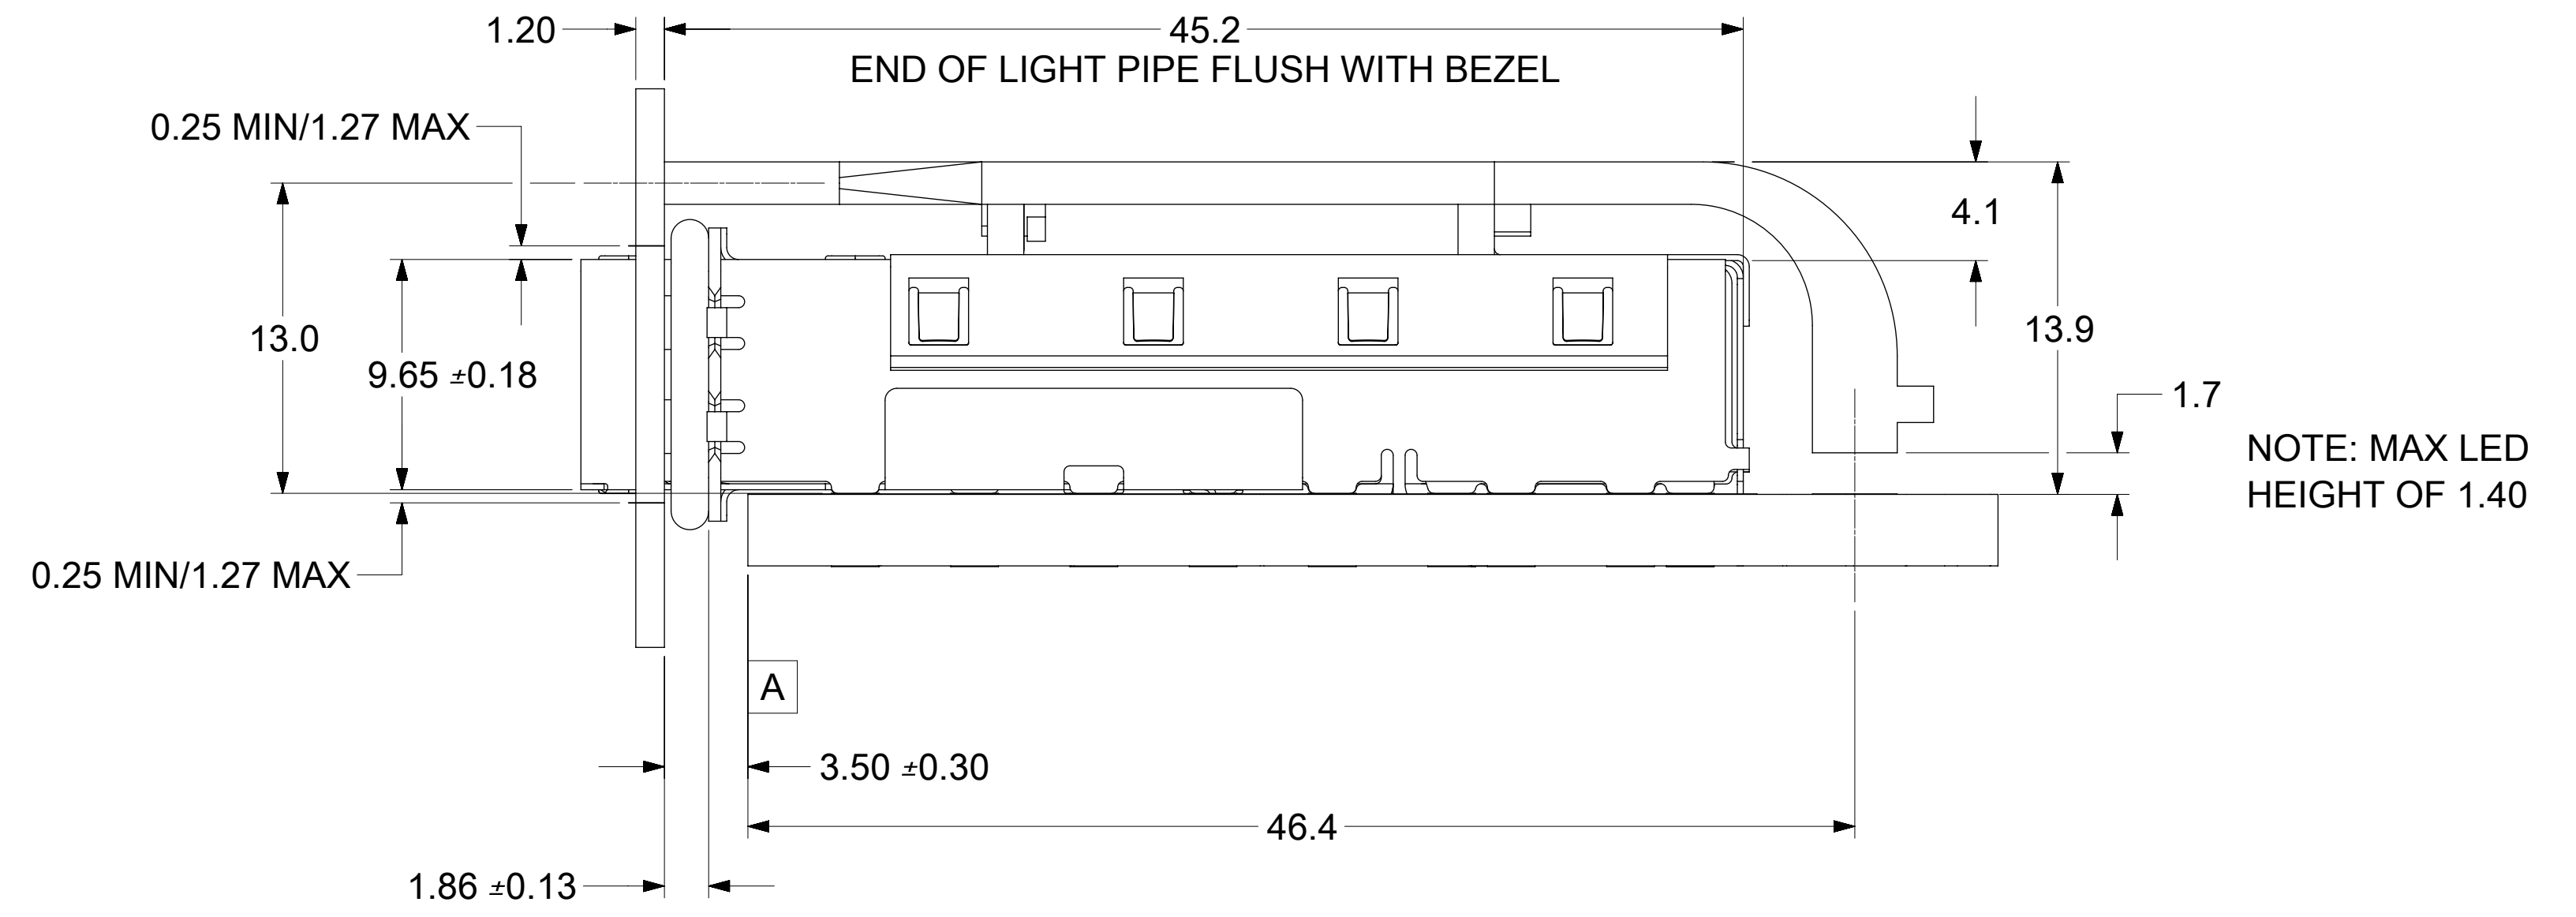 1.20
45.2
END OF LIGHT PIPE FLUSH WITH BEZEL
0.25 MIN/1.27 MAX
4.1
13.9
13.0
9.65 ±0.18
1.7
NOTE: MAX LED
HEIGHT OF 1.40
0.25 MIN/1.27 MAX
A
3.50 ±0.30
46.4
1.86 ±0.13